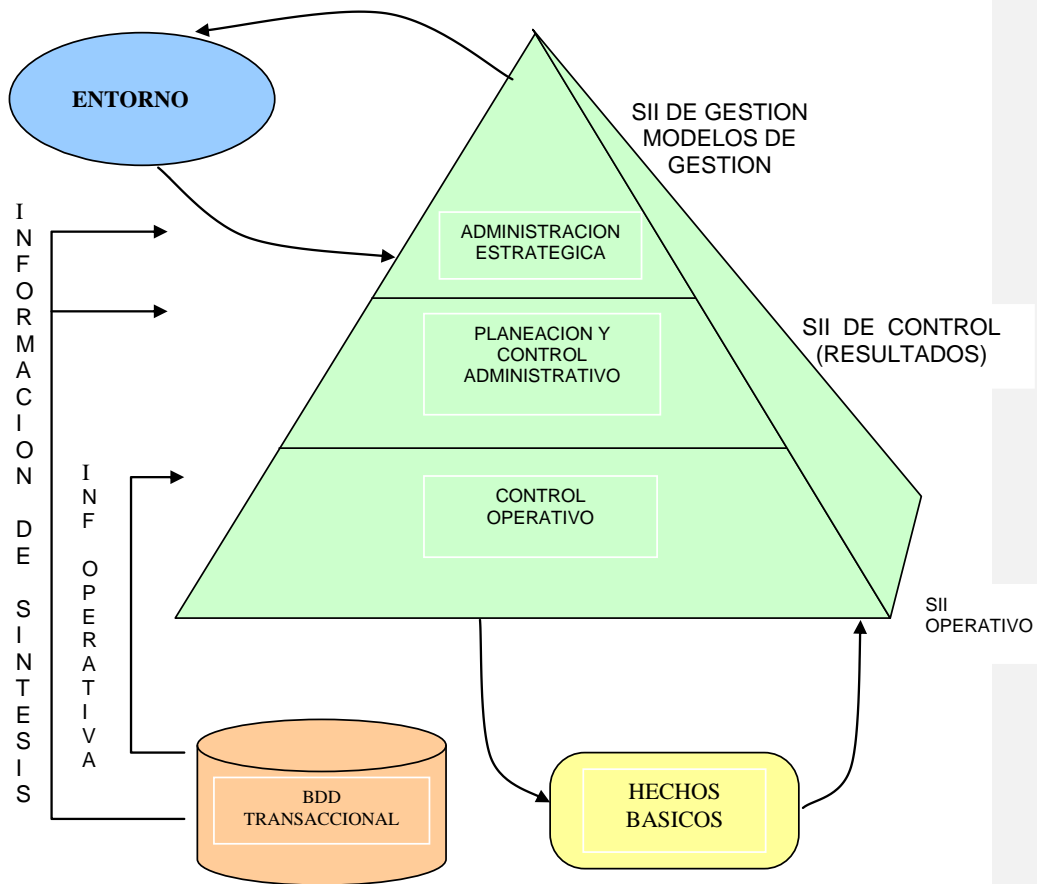 ENTORNO
SII DE GESTION
MODELOS DE
GESTION
ADMINISTRACION
ESTRATEGICA
SII DE CONTROL
(RESULTADOS)
PLANEACION Y
CONTROL
ADMINISTRATIVO
INFORMACION DE SINTESIS
INF OPERATIVA
CONTROL
OPERATIVO
SII
OPERATIVO
BDD
TRANSACCIONAL
HECHOS
BASICOS